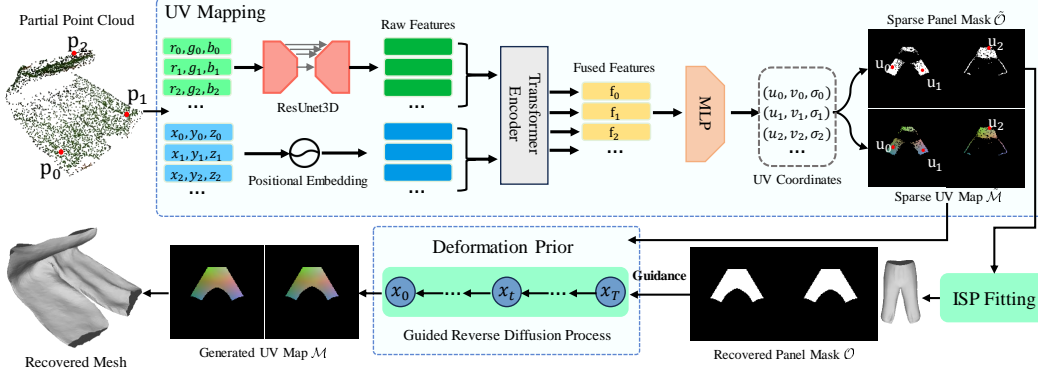 Partial Point Cloud
p₂
p₁
p₀
UV Mapping
r₀, g₀, b₀
r₁, g₁, b₁
r₂, g₂, b₂
...
ResUnet3D
x₀, y₀, z₀
x₁, y₁, z₁
x₂, y₂, z₂
...
Positional Embedding
Raw Features
...
...
Transformer Encoder
Fused Features
f₀
f₁
f₂
...
MLP
(u₀, v₀, σ₀)
(u₁, v₁, σ₁)
(u₂, v₂, σ₂)
...
UV Coordinates
Sparse Panel Mask Õ
u₀
u₁
u₂
u₀
u₁
u₂
Sparse UV Map M̃
Recovered Mesh
Generated UV Map M
Deformation Prior
x₀ ... xₜ ... x_T
Guided Reverse Diffusion Process
Guidance
Recovered Panel Mask O
ISP Fitting